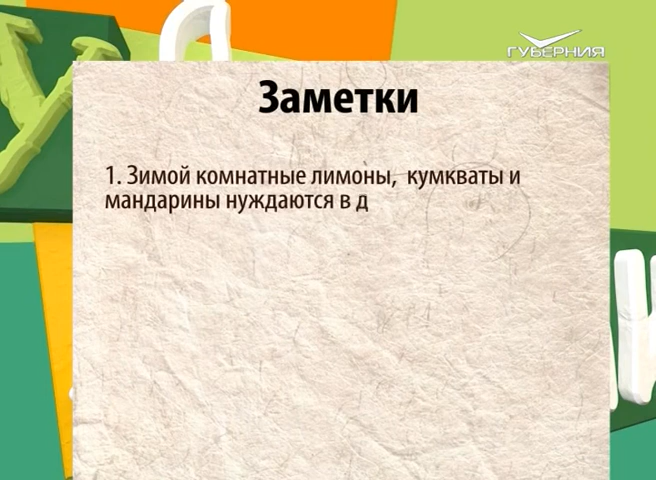 ГУБЕРНИЯ
Заметки
1. Зимой комнатные лимоны, кумкваты и
мандарины нуждаются в д